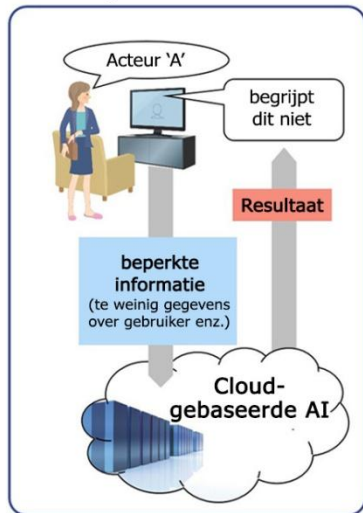 Acteur ‘A’
begrijpt
dit niet
Resultaat
beperkte
informatie
(te weinig gegevens
over gebruiker enz.)
Cloud-
gebaseerde AI